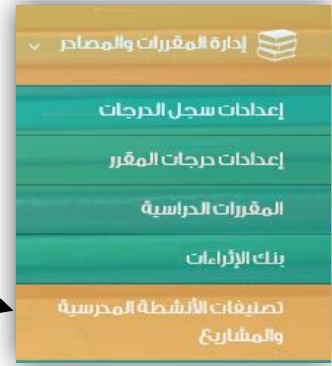 إدارة المقررات والمصادر
إعدادات سجل الدرجات
إعدادات درجات المقرر
المقررات الدراسية
بنك الإثراءات
تصنيفات الأنشطة المدرسية
والمشاريع